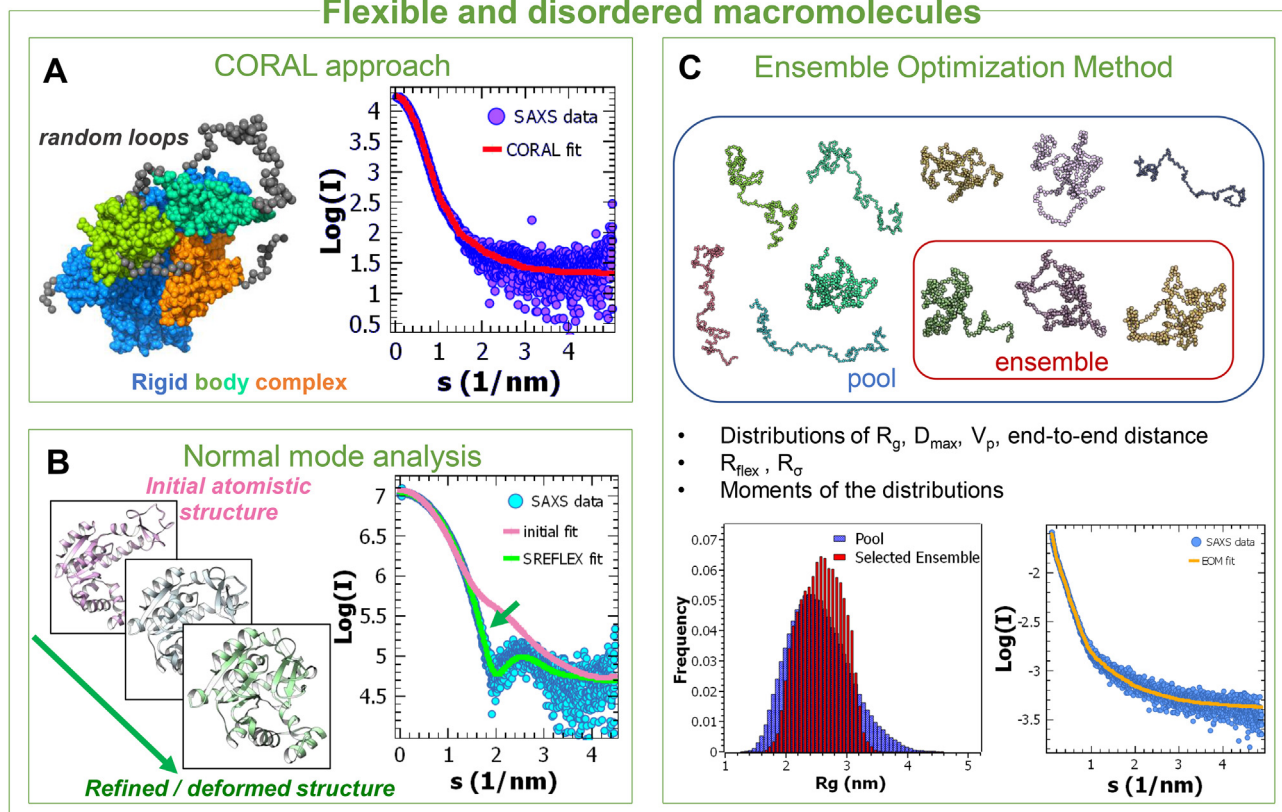 Flexible and disordered macromolecules
A
CORAL approach
random loops
Rigid body complex
Log(I)
4
3.5
3
2.5
2
1.5
1
0.5
SAXS data
CORAL fit
0 1 2 3 4
s (1/nm)
B
Normal mode analysis
Initial atomistic
structure
Refined / deformed structure
Log(I)
7
6.5
6
5.5
5
4.5
SAXS data
initial fit
SREFLEX fit
0 1 2 3 4
s (1/nm)
C
Ensemble Optimization Method
pool
ensemble
• Distributions of Rg, Dmax, Vp, end-to-end distance
• Rflex , Rσ
• Moments of the distributions
Frequency
0.07
0.06
0.05
0.04
0.03
0.02
0.01
0
Pool
Selected Ensemble
1 2 3 4 5
Rg (nm)
Log(I)
-2
-2.5
-3
-3.5
SAXS data
EOM fit
1 2 3 4
s (1/nm)